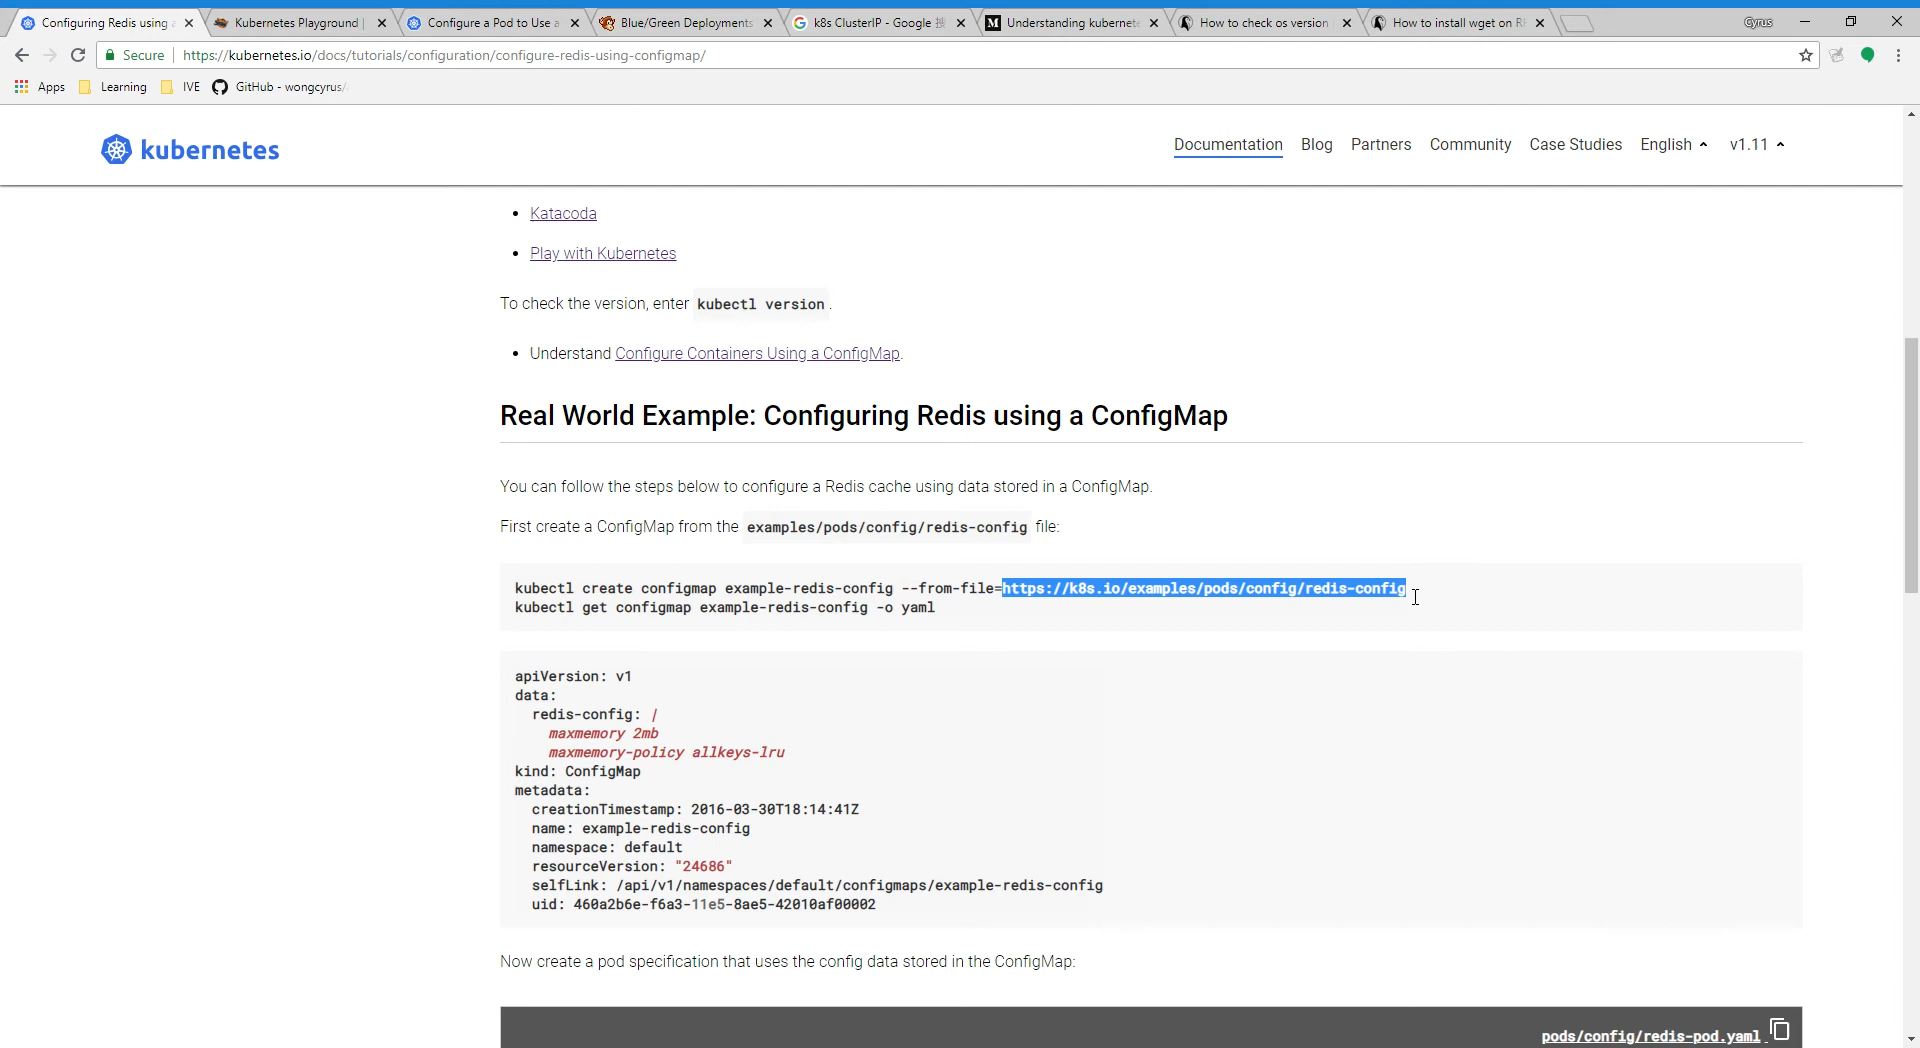 Configuring Redis using a
Kubernetes Playground |
Configure a Pod to Use a
Blue/Green Deployments
k8s ClusterIP - Google 搜
Understanding kubernete
How to check os version
How to install wget on R
Cyrus
Secure
https://kubernetes.io/docs/tutorials/configuration/configure-redis-using-configmap/
Apps
Learning
IVE
GitHub - wongcyrus/
kubernetes
Documentation
Blog
Partners
Community
Case Studies
English
v1.11
Katacoda
Play with Kubernetes
To check the version, enter kubectl version.
Understand Configure Containers Using a ConfigMap.
Real World Example: Configuring Redis using a ConfigMap
You can follow the steps below to configure a Redis cache using data stored in a ConfigMap.
First create a ConfigMap from the examples/pods/config/redis-config file:
kubectl create configmap example-redis-config --from-file=https://k8s.io/examples/pods/config/redis-config
kubectl get configmap example-redis-config -o yaml
apiVersion: v1
data:
redis-config: |
maxmemory 2mb
maxmemory-policy allkeys-lru
kind: ConfigMap
metadata:
creationTimestamp: 2016-03-30T18:14:41Z
name: example-redis-config
namespace: default
resourceVersion: "24686"
selfLink: /api/v1/namespaces/default/configmaps/example-redis-config
uid: 460a2b6e-f6a3-11e5-8ae5-42010af00002
Now create a pod specification that uses the config data stored in the ConfigMap:
pods/config/redis-pod.yaml